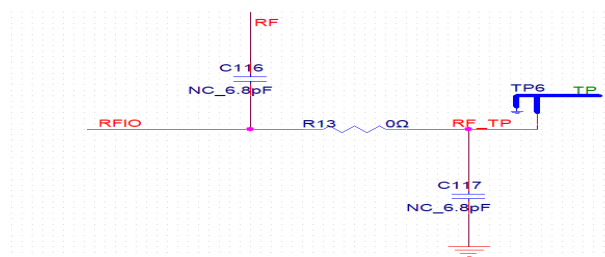 RF
C116
NC_6.8pF
TP6
TP
RFIO
R13
0Ω
RF_TP
C117
NC_6.8pF